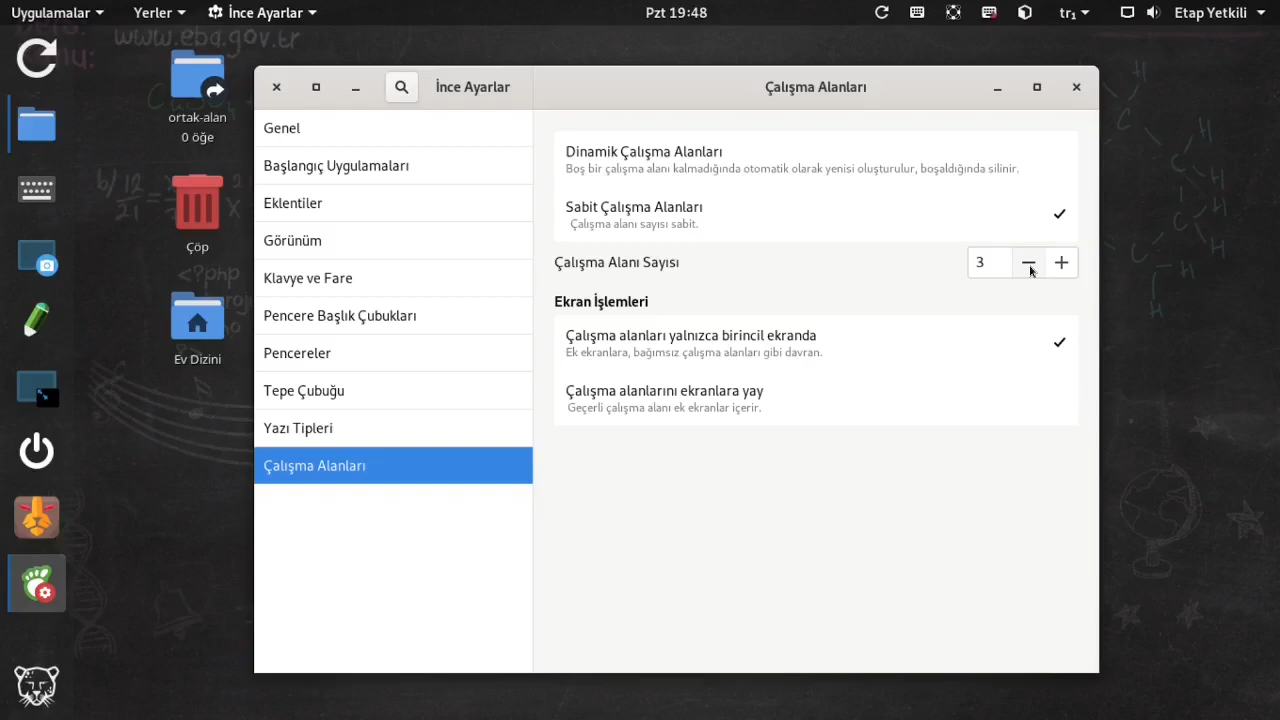 Uygulamalar
Yerler
İnce Ayarlar
Pzt 19:48
tr₁
Etap Yetkili
www.eba.gov.tr
ortak-alan
0 öğe
Çöp
<?php
Ev Dizini
İnce Ayarlar
Genel
Başlangıç Uygulamaları
Eklentiler
Görünüm
Klavye ve Fare
Pencere Başlık Çubukları
Pencereler
Tepe Çubuğu
Yazı Tipleri
Çalışma Alanları
Çalışma Alanları
Dinamik Çalışma Alanları
Boş bir çalışma alanı kalmadığında otomatik olarak yenisi oluşturulur, boşaldığında silinir.
Sabit Çalışma Alanları
Çalışma alanı sayısı sabit.
Çalışma Alanı Sayısı
3
Ekran İşlemleri
Çalışma alanları yalnızca birincil ekranda
Ek ekranlara, bağımsız çalışma alanları gibi davran.
Çalışma alanlarını ekranlara yay
Geçerli çalışma alanı ek ekranlar içerir.